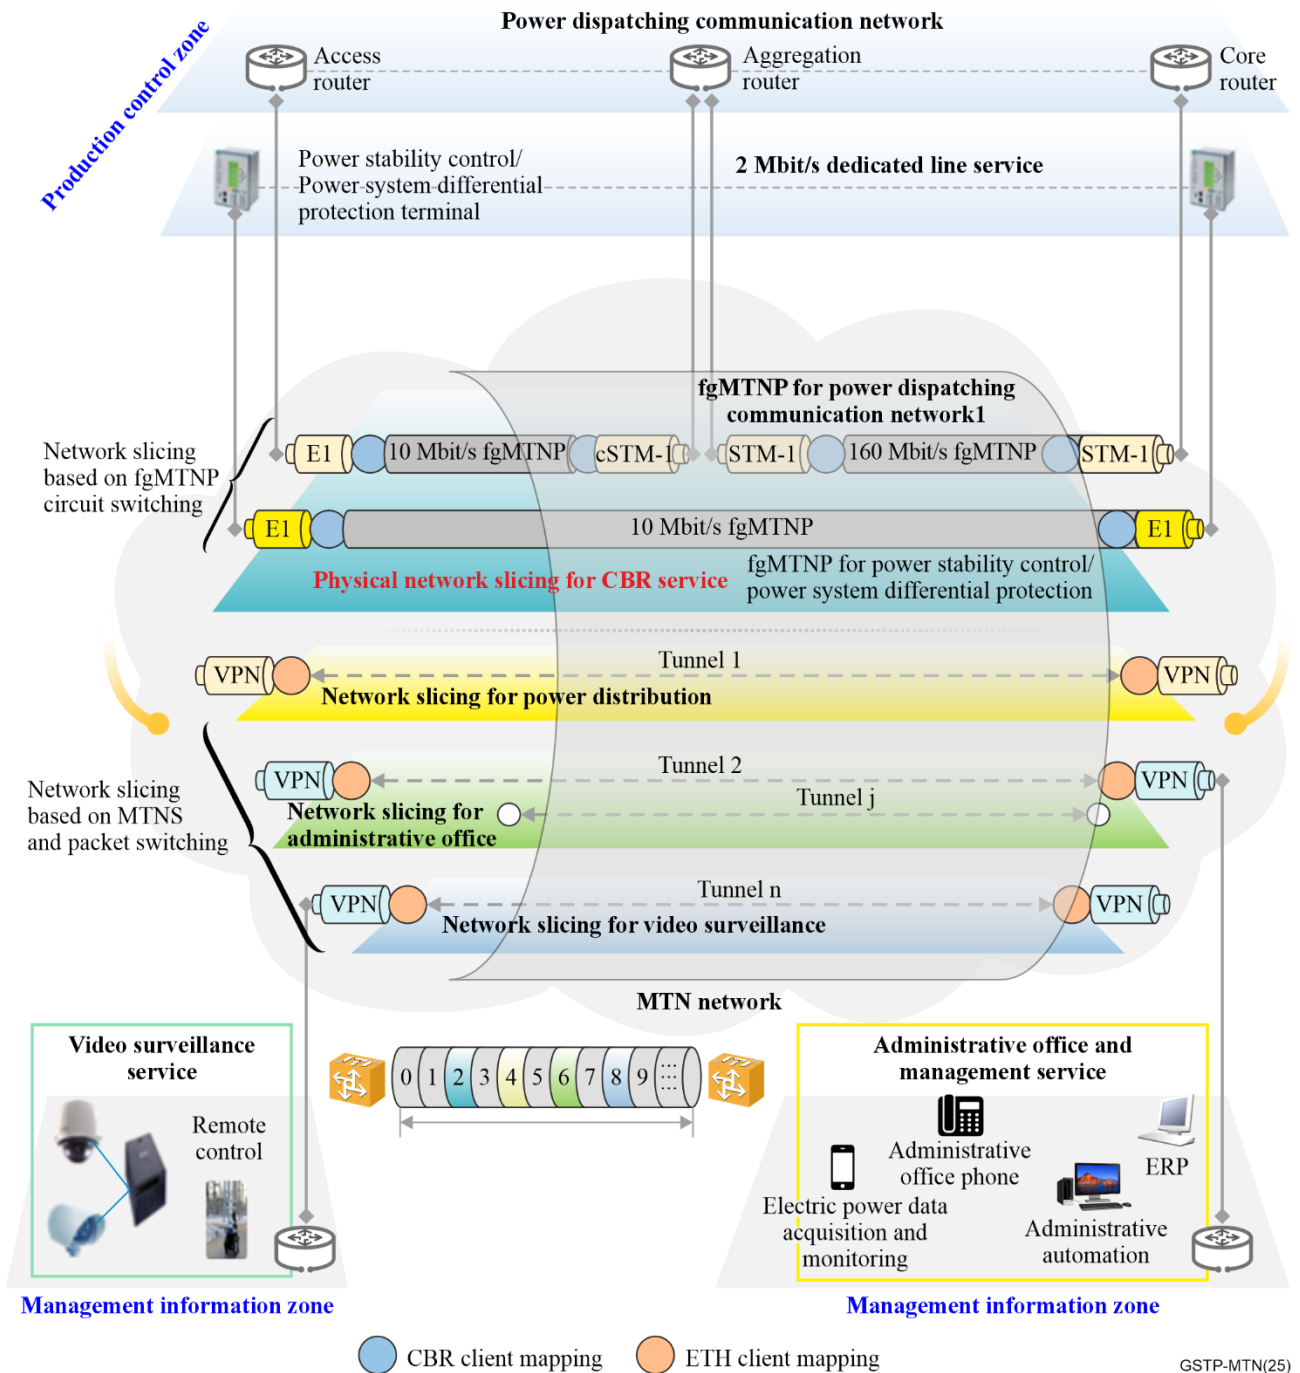 Power dispatching communication network
Production control zone
Access
router
Aggregation
router
Core
router
Power stability control/
Power system differential
protection terminal
2 Mbit/s dedicated line service
fgMTNP for power dispatching
communication network1
Network slicing
based on fgMTNP
circuit switching
E1
10 Mbit/s fgMTNP
cSTM-1
STM-1
160 Mbit/s fgMTNP
STM-1
E1
10 Mbit/s fgMTNP
E1
Physical network slicing for CBR service
fgMTNP for power stability control/
power system differential protection
VPN
Tunnel 1
VPN
Network slicing for power distribution
Network slicing
based on MTNS
and packet switching
VPN
Tunnel 2
VPN
Tunnel j
Network slicing for
administrative office
VPN
Tunnel n
VPN
Network slicing for video surveillance
MTN network
Video surveillance
service
Remote
control
0 1 2 3 4 5 6 7 8 9
Administrative office and
management service
Administrative
office phone
ERP
Electric power data
acquisition and
monitoring
Administrative
automation
Management information zone
Management information zone
CBR client mapping
ETH client mapping
GSTP-MTN(25)